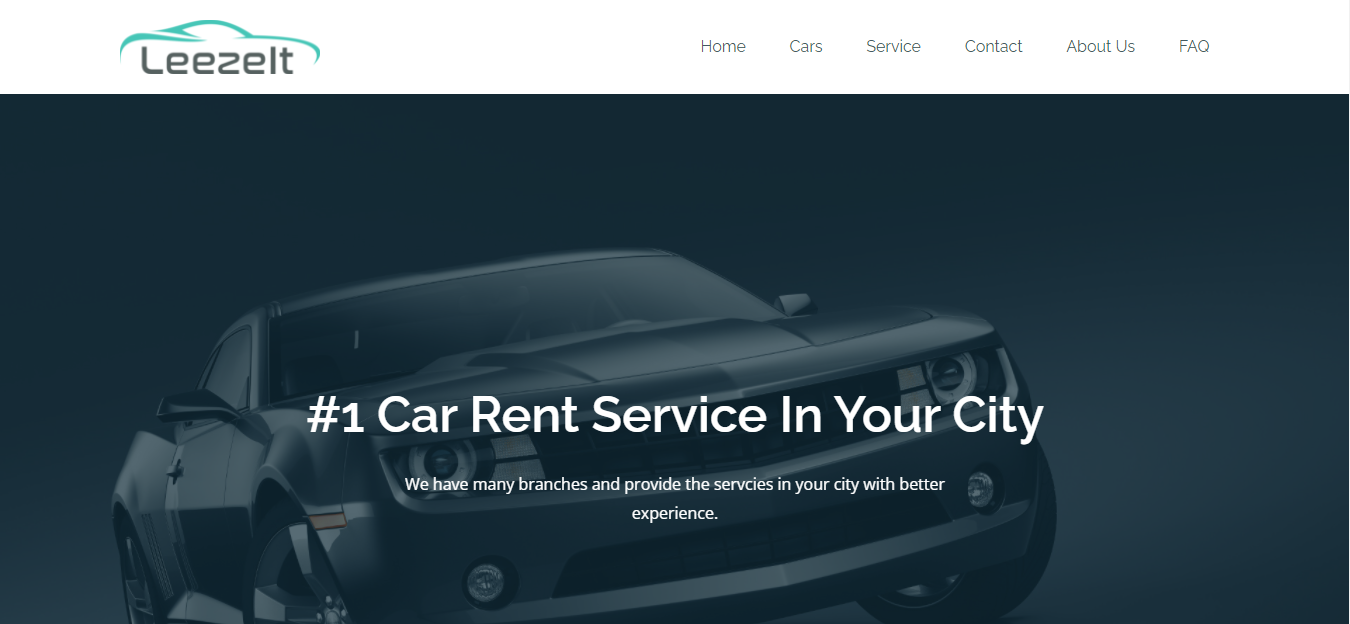 LeezeIt
Home Cars Service Contact About Us FAQ
#1 Car Rent Service In Your City
We have many branches and provide the servcies in your city with better
experience.